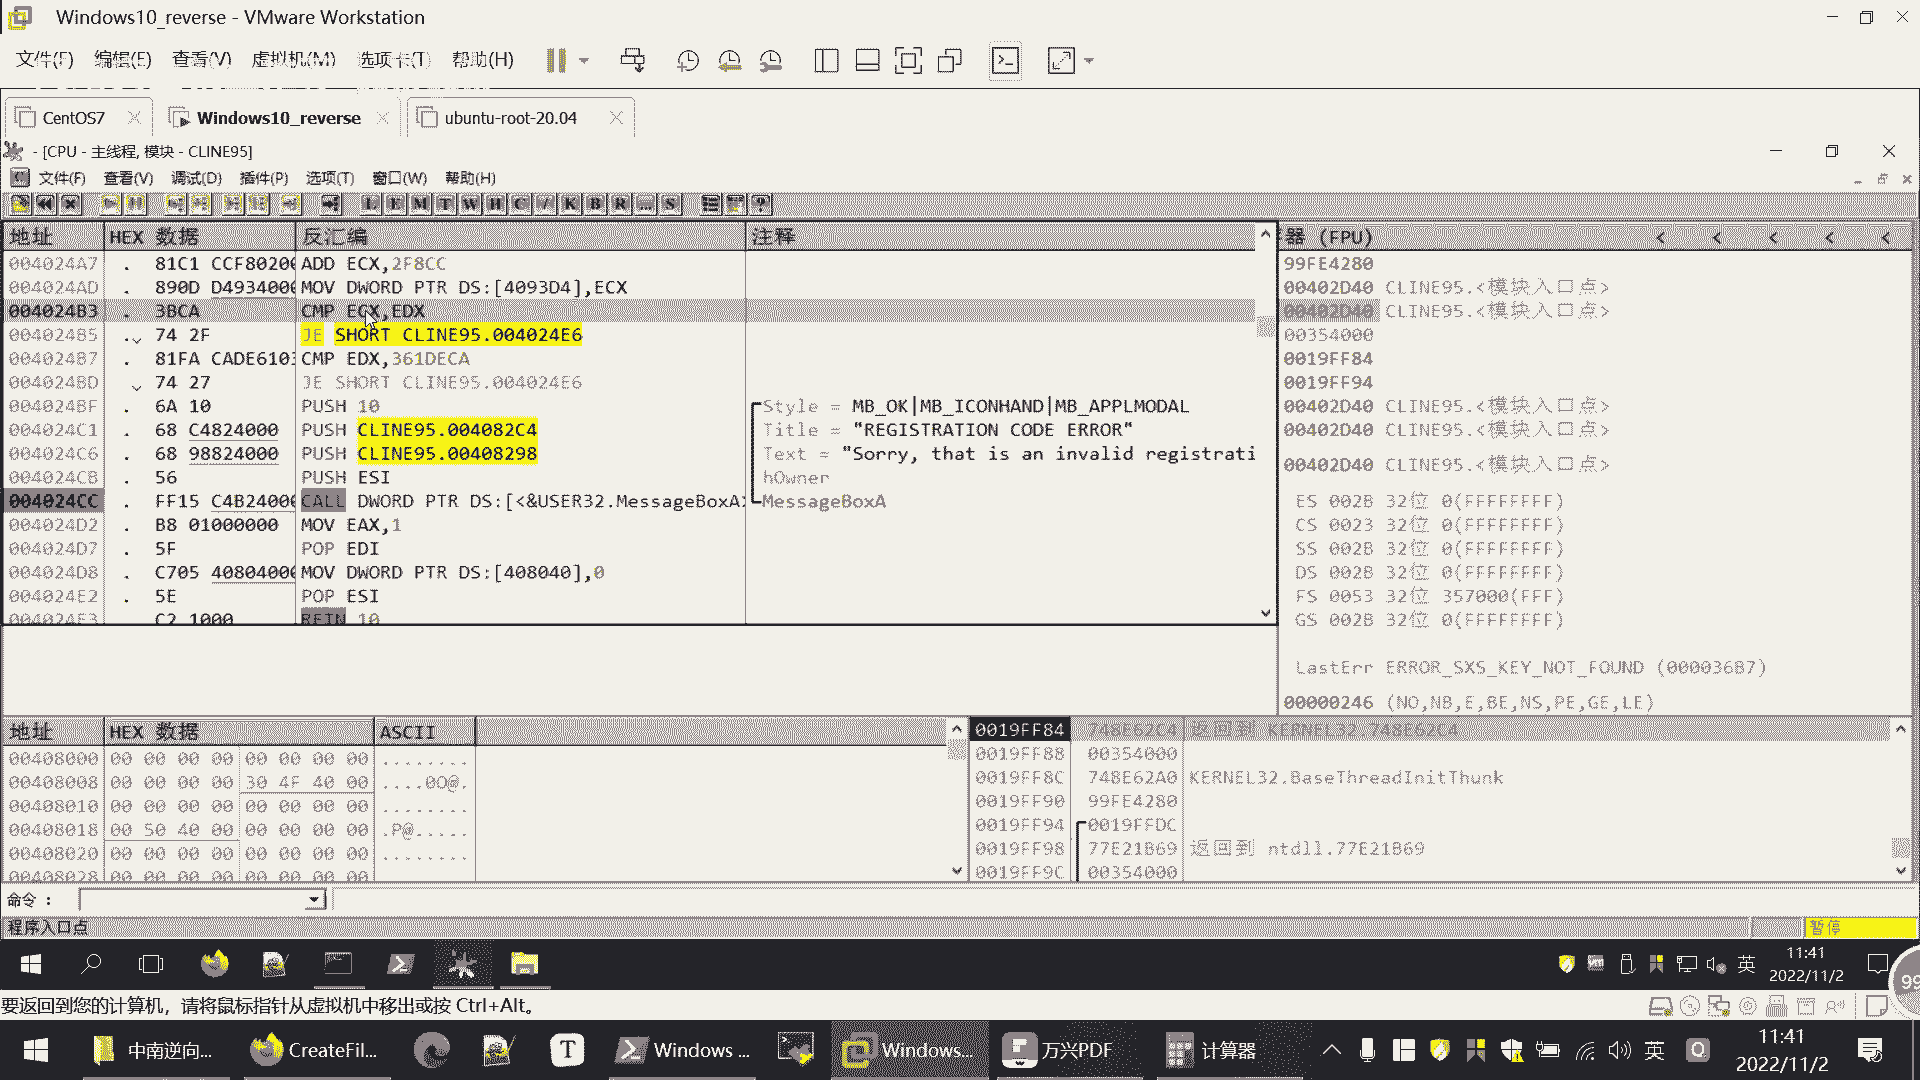 Windows10_reverse - VMware Workstation
文件(F) 编辑(E) 查看(V) 虚拟机(M) 选项卡(T) 帮助(H)
CentOS7 Windows10_reverse ubuntu-root-20.04
- [CPU - 主线程, 模块 - CLINE95]
文件(F) 查看(V) 调试(D) 插件(P) 选项(T) 窗口(W) 帮助(H)
L E M T W H C / K B R ... S ?
地址 HEX 数据 反汇编 注释
004024A7 . 81C1 CCF80200 ADD ECX,2F8CC
004024AD . 890D D4934000 MOV DWORD PTR DS:[4093D4],ECX
004024B3 . 3BCA CMP ECX,EDX
004024B5 . 74 2F JE SHORT CLINE95.004024E6
004024B7 . 81FA CADE6103 CMP EDX,361DECA
004024BD 74 27 JE SHORT CLINE95.004024E6
004024BF . 6A 10 PUSH 10 Style = MB_OK|MB_ICONHAND|MB_APPLMODAL
004024C1 . 68 C4824000 PUSH CLINE95.004082C4 Title = "REGISTRATION CODE ERROR"
004024C6 . 68 98824000 PUSH CLINE95.00408298 Text = "Sorry, that is an invalid registrati
004024CB . 56 PUSH ESI hOwner
004024CC . FF15 C4B24000 CALL DWORD PTR DS:[<&USER32.MessageBoxA> MessageBoxA
004024D2 . B8 01000000 MOV EAX,1
004024D7 . 5F POP EDI
004024D8 . C705 40804000 MOV DWORD PTR DS:[408040],0
004024E2 . 5E POP ESI
004024E3 . C2 1000 RETN 10
器 (FPU) < < < < <
99FE4280
00402D40 CLINE95.<模块入口点>
00402D40 CLINE95.<模块入口点>
00354000
0019FF84
0019FF94
00402D40 CLINE95.<模块入口点>
00402D40 CLINE95.<模块入口点>
00402D40 CLINE95.<模块入口点>
ES 002B 32位 0(FFFFFFFF)
CS 0023 32位 0(FFFFFFFF)
SS 002B 32位 0(FFFFFFFF)
DS 002B 32位 0(FFFFFFFF)
FS 0053 32位 357000(FFF)
GS 002B 32位 0(FFFFFFFF)
LastErr ERROR_SXS_KEY_NOT_FOUND (000036B7)
00000246 (NO,NB,E,BE,NS,PE,GE,LE)
地址 HEX 数据 ASCII
00408000 00 00 00 00 00 00 00 00 ........
00408008 00 00 00 00 30 4F 40 00 ....0O@.
00408010 00 00 00 00 00 00 00 00 ........
00408018 00 50 40 00 00 00 00 00 .P@.....
00408020 00 00 00 00 00 00 00 00 ........
00408028 00 00 00 00 00 00 00 00 ........
0019FF84 748E62C4 返回到 KERNEL32.748E62C4
0019FF88 00354000
0019FF8C 748E62A0 KERNEL32.BaseThreadInitThunk
0019FF90 99FE4280
0019FF94 0019FFDC
0019FF98 77E21B69 返回到 ntdll.77E21B69
0019FF9C 00354000
命令 :
程序入口点 暂停
英 11:41
2022/11/2
99
要返回到您的计算机，请将鼠标指针从虚拟机中移出或按 Ctrl+Alt。
中南逆向... CreateFil... T Windows ... Windows... 万兴PDF 计算器 英 Q 11:41
2022/11/2